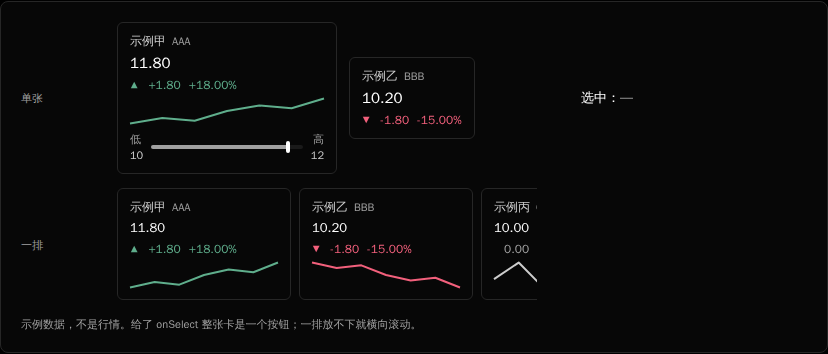 单张
示例甲 AAA
11.80
▲ +1.80 +18.00%
低 高
10 12
示例乙 BBB
10.20
▼ -1.80 -15.00%
选中：—
一排
示例甲 AAA
11.80
▲ +1.80 +18.00%
示例乙 BBB
10.20
▼ -1.80 -15.00%
示例丙
10.00
0.00
示例数据，不是行情。给了 onSelect 整张卡是一个按钮；一排放不下就横向滚动。